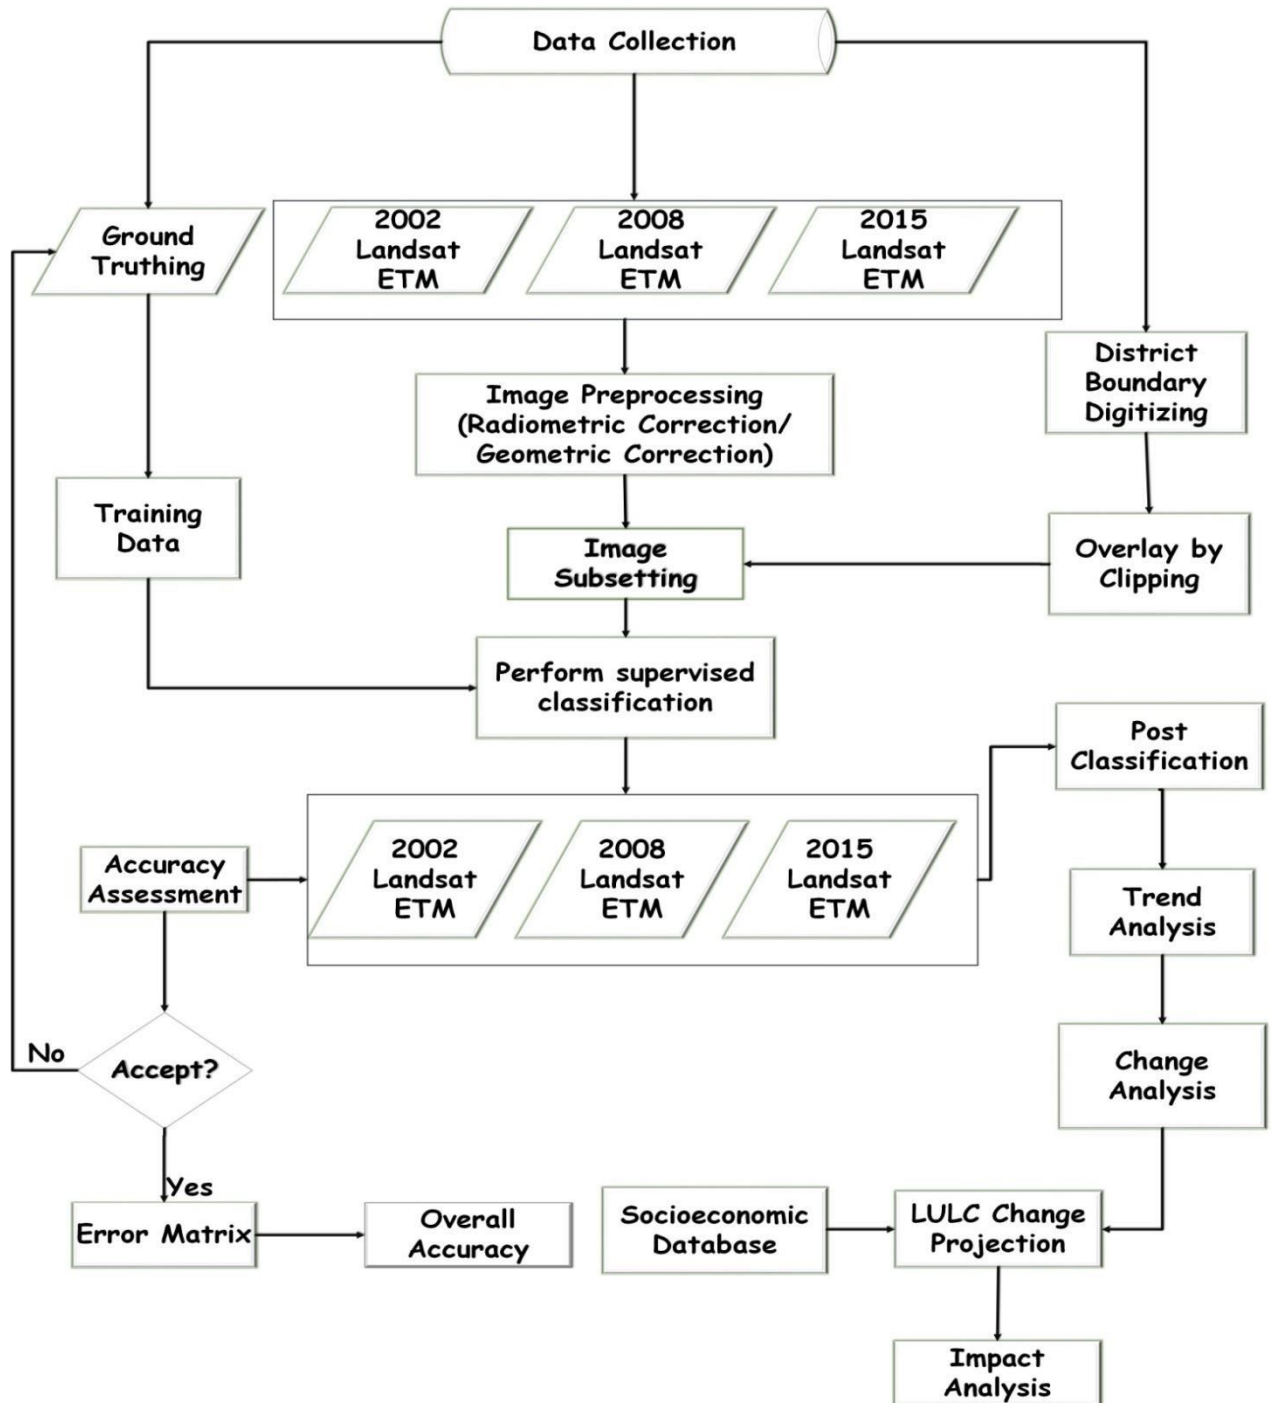 Data Collection
Ground
Truthing
2002
Landsat
ETM
2008
Landsat
ETM
2015
Landsat
ETM
District
Boundary
Digitizing
Image Preprocessing
(Radiometric Correction/
Geometric Correction)
Training
Data
Image
Subsetting
Overlay by
Clipping
Perform supervised
classification
Post
Classification
Accuracy
Assessment
2002
Landsat
ETM
2008
Landsat
ETM
2015
Landsat
ETM
Trend
Analysis
No
Accept?
Change
Analysis
Yes
Error Matrix
Overall
Accuracy
Socioeconomic
Database
LULC Change
Projection
Impact
Analysis